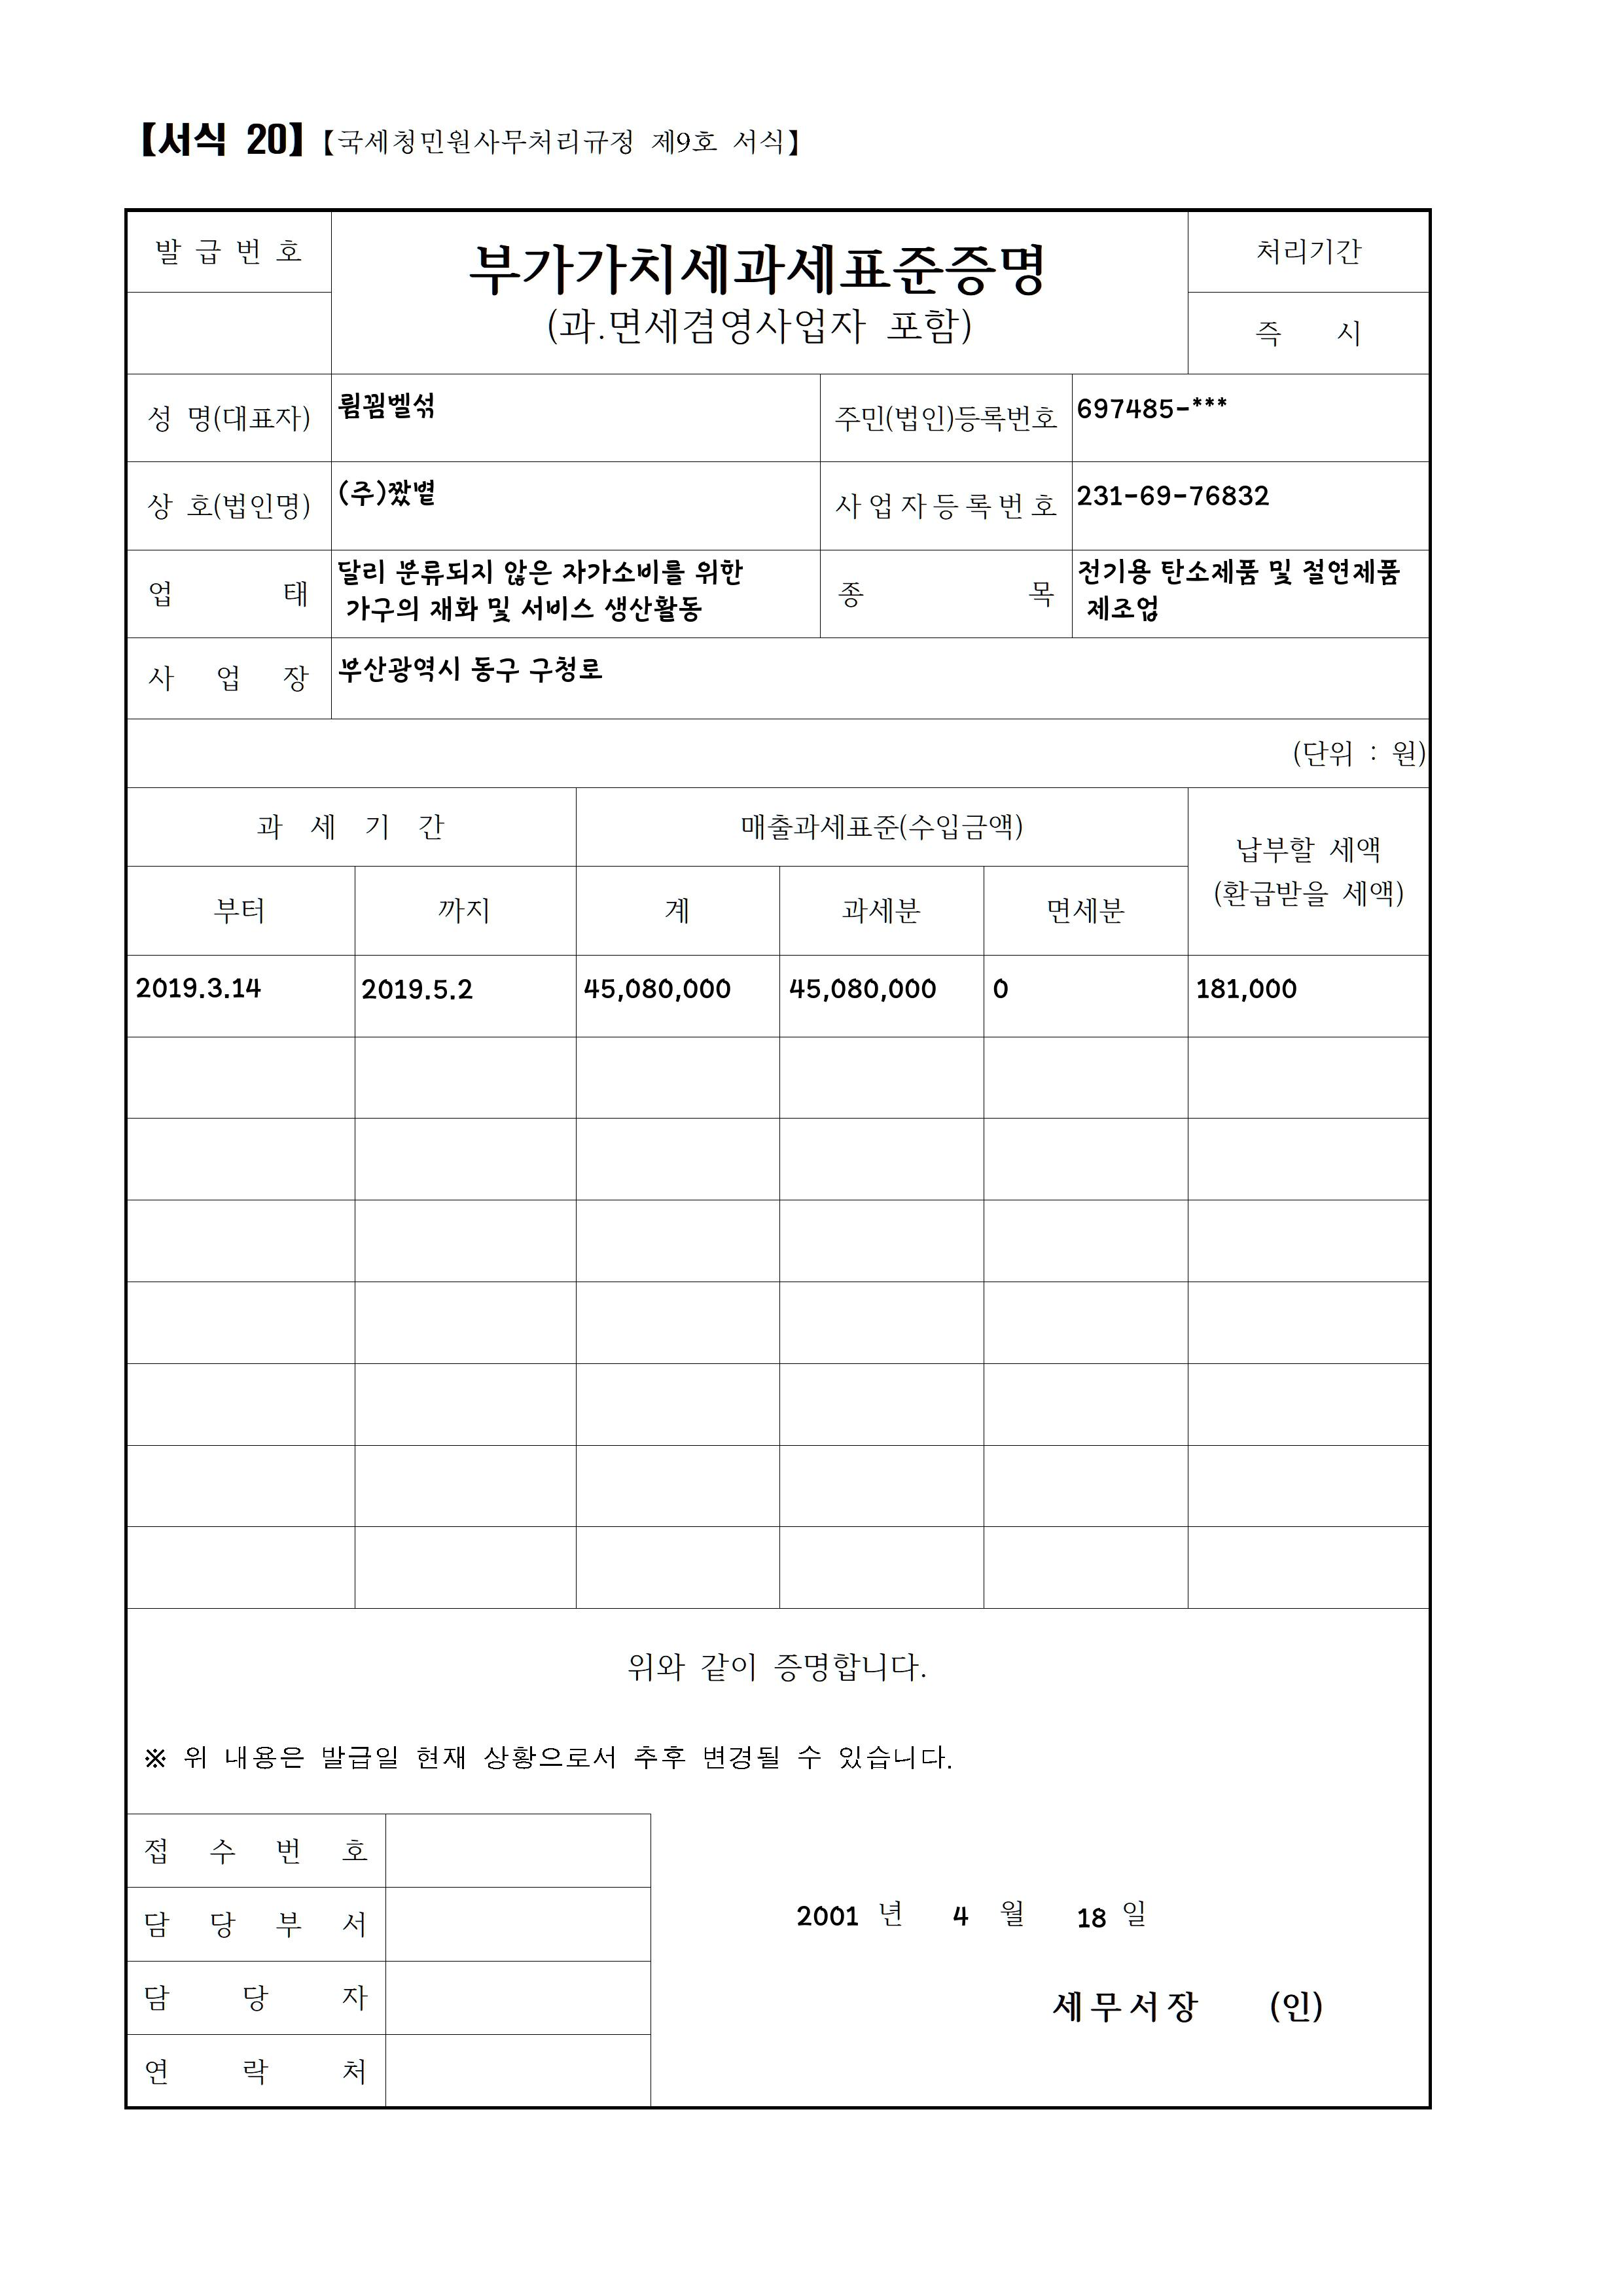 【서식 20】【국세청민원사무처리규정 제9호 서식】
발 급 번 호
부가가치세과세표준증명
(과.면세겸영사업자 포함)
처리기간
즉 시
성 명(대표자) 륌꾐벨섞 주민(법인)등록번호 697485-***
상 호(법인명) (주)짰볕 사업자등록번호 231-69-76832
업 태 달리 분류되지 않은 자가소비를 위한
가구의 재화 및 서비스 생산활동
종 목 전기용 탄소제품 및 절연제품
제조업
사 업 장 부산광역시 동구 구청로
(단위 : 원)
과 세 기 간 매출과세표준(수입금액) 납부할 세액
(환급받을 세액)
부터 까지 계 과세분 면세분
2019.3.14 2019.5.2 45,080,000 45,080,000 0 181,000
위와 같이 증명합니다.
※ 위 내용은 발급일 현재 상황으로서 추후 변경될 수 있습니다.
접 수 번 호
담 당 부 서
담 당 자
연 락 처
2001 년 4 월 18 일
세무서장 (인)